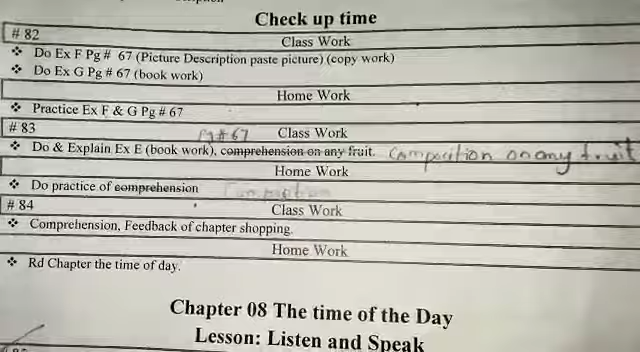 Check up time
# 82
Class Work
❖ Do Ex F Pg # 67 (Picture Description paste picture) (copy work)
❖ Do Ex G Pg # 67 (book work)
Home Work
❖ Practice Ex F & G Pg # 67
# 83
Pg # 67
Class Work
❖ Do & Explain Ex E (book work), comprehension on any fruit. Composition on any fruit
Home Work
❖ Do practice of comprehension
# 84
Class Work
❖ Comprehension, Feedback of chapter shopping.
Home Work
❖ Rd Chapter the time of day.
Chapter 08 The time of the Day
Lesson: Listen and Speak